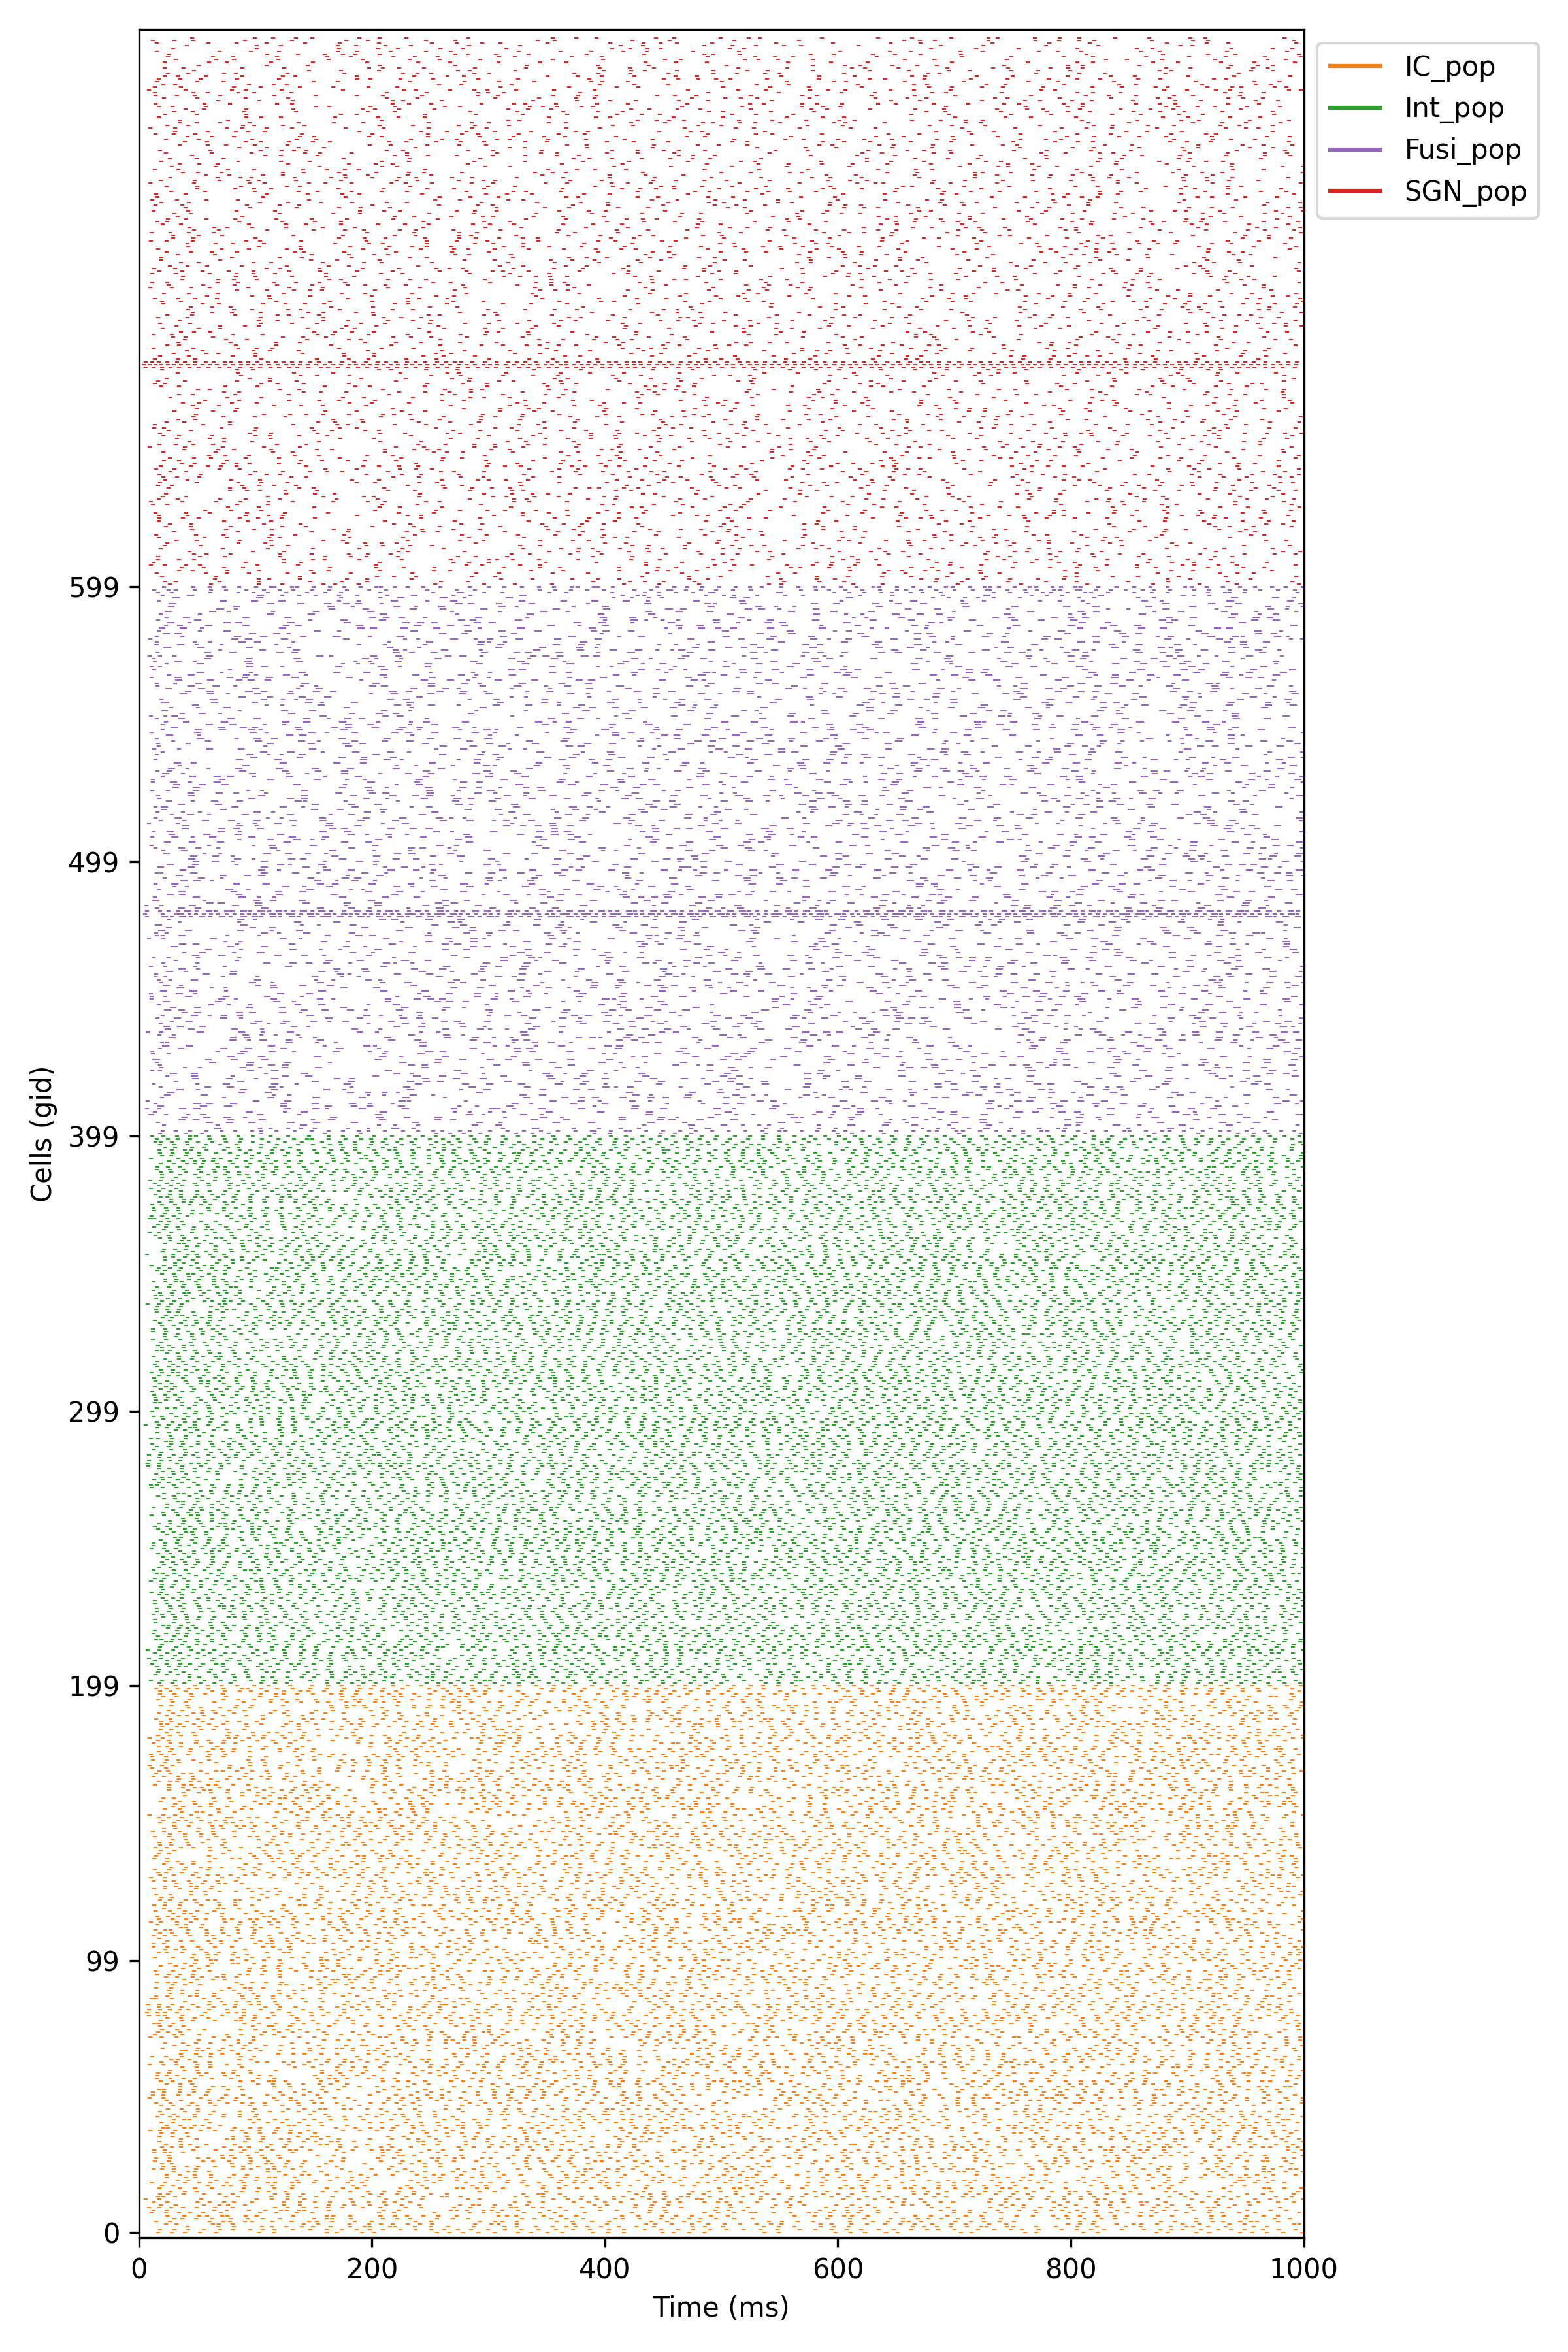 IC_pop
Int_pop
Fusi_pop
SGN_pop
599
499
399
299
199
99
0
Cells (gid)
0 200 400 600 800 1000
Time (ms)